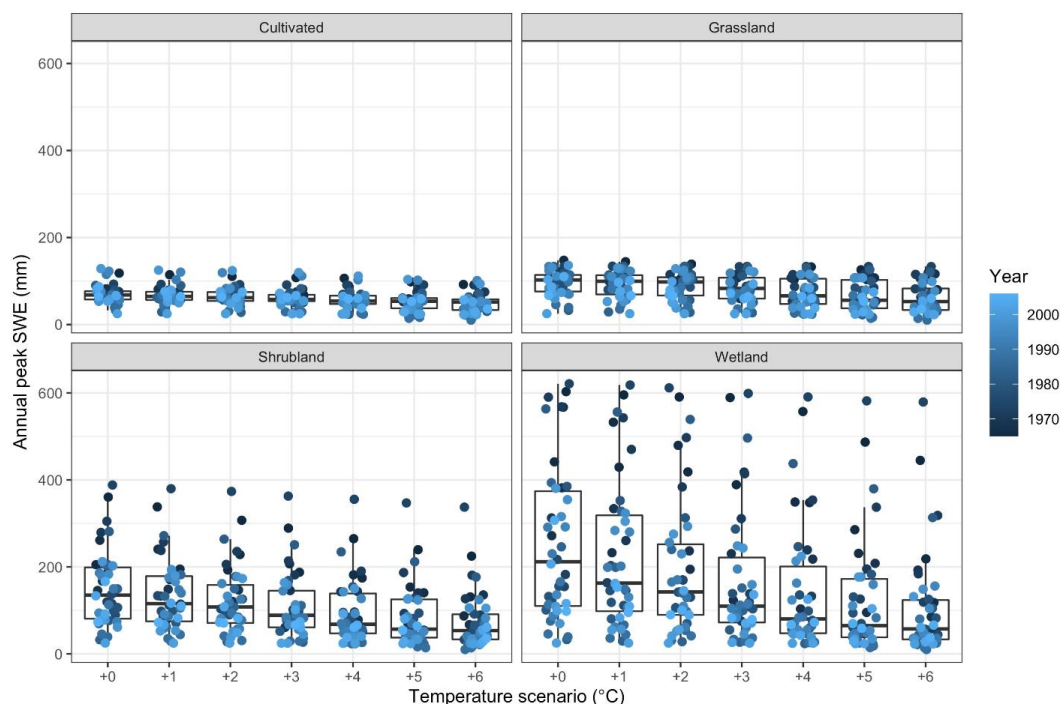 Cultivated
Grassland
600
400
200
0
Shrubland
Wetland
600
400
200
0
Annual peak SWE (mm)
+0 +1 +2 +3 +4 +5 +6
+0 +1 +2 +3 +4 +5 +6
Temperature scenario (°C)
Year
2000
1990
1980
1970